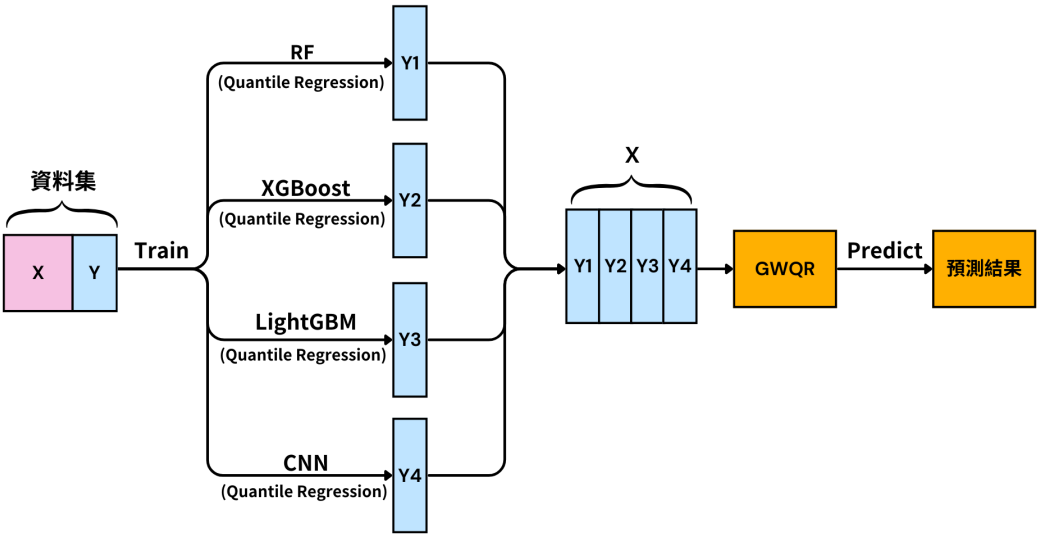 資料集
X
Y
Train
RF
(Quantile Regression)
Y1
XGBoost
(Quantile Regression)
Y2
LightGBM
(Quantile Regression)
Y3
CNN
(Quantile Regression)
Y4
X
Y1 Y2 Y3 Y4
GWQR
Predict
預測結果